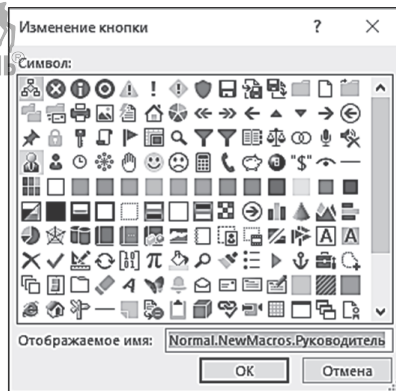 Изменение кнопки
?
Символ:
"$"
A
A
A
Отображаемое имя: Normal.NewMacros.Руководитель
ОК
Отмена